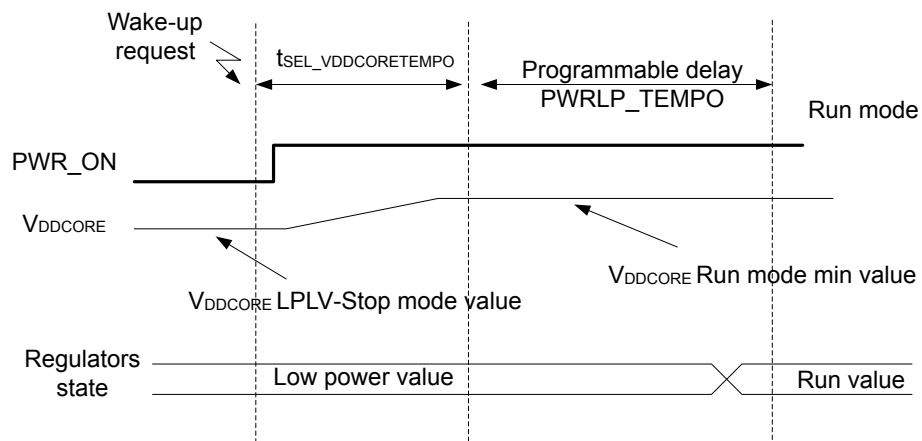 Wake-up
request
tSEL_VDDCORETEMPO
Programmable delay
PWRLP_TEMPO
Run mode
PWR_ON
VDDCORE
VDDCORE Run mode min value
VDDCORE LPLV-Stop mode value
Regulators
state
Low power value
Run value